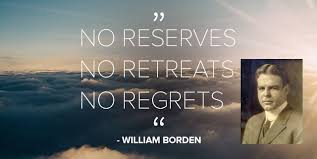 ”
NO RESERVES
NO RETREATS
NO REGRETS
“
- WILLIAM BORDEN